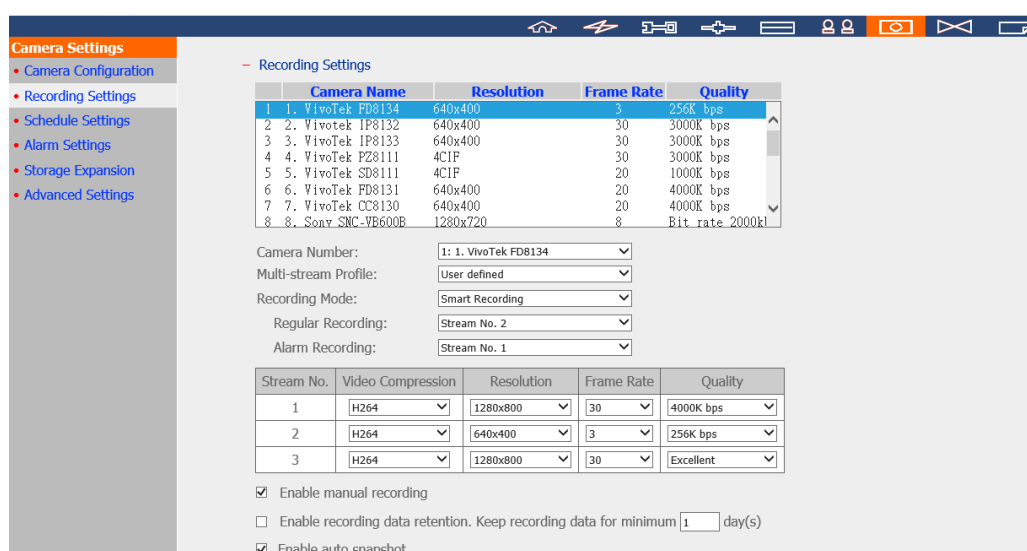 Camera Settings
• Camera Configuration
• Recording Settings
• Schedule Settings
• Alarm Settings
• Storage Expansion
• Advanced Settings
− Recording Settings
Camera Name Resolution Frame Rate Quality
1 1. VivoTek FD8134 640x400 3 256K bps
2 2. Vivotek IP8132 640x400 30 3000K bps
3 3. VivoTek IP8133 640x400 30 3000K bps
4 4. VivoTek PZ8111 4CIF 30 3000K bps
5 5. VivoTek SD8111 4CIF 20 1000K bps
6 6. VivoTek FD8131 640x400 20 4000K bps
7 7. VivoTek CC8130 640x400 20 4000K bps
8 8. Sony SNC-VB600B 1280x720 8 Bit rate 2000k
Camera Number: 1: 1. VivoTek FD8134
Multi-stream Profile: User defined
Recording Mode: Smart Recording
Regular Recording: Stream No. 2
Alarm Recording: Stream No. 1
Stream No. Video Compression Resolution Frame Rate Quality
1 H264 1280x800 30 4000K bps
2 H264 640x400 3 256K bps
3 H264 1280x800 30 Excellent
Enable manual recording
Enable recording data retention. Keep recording data for minimum 1 day(s)
Enable auto snapshot